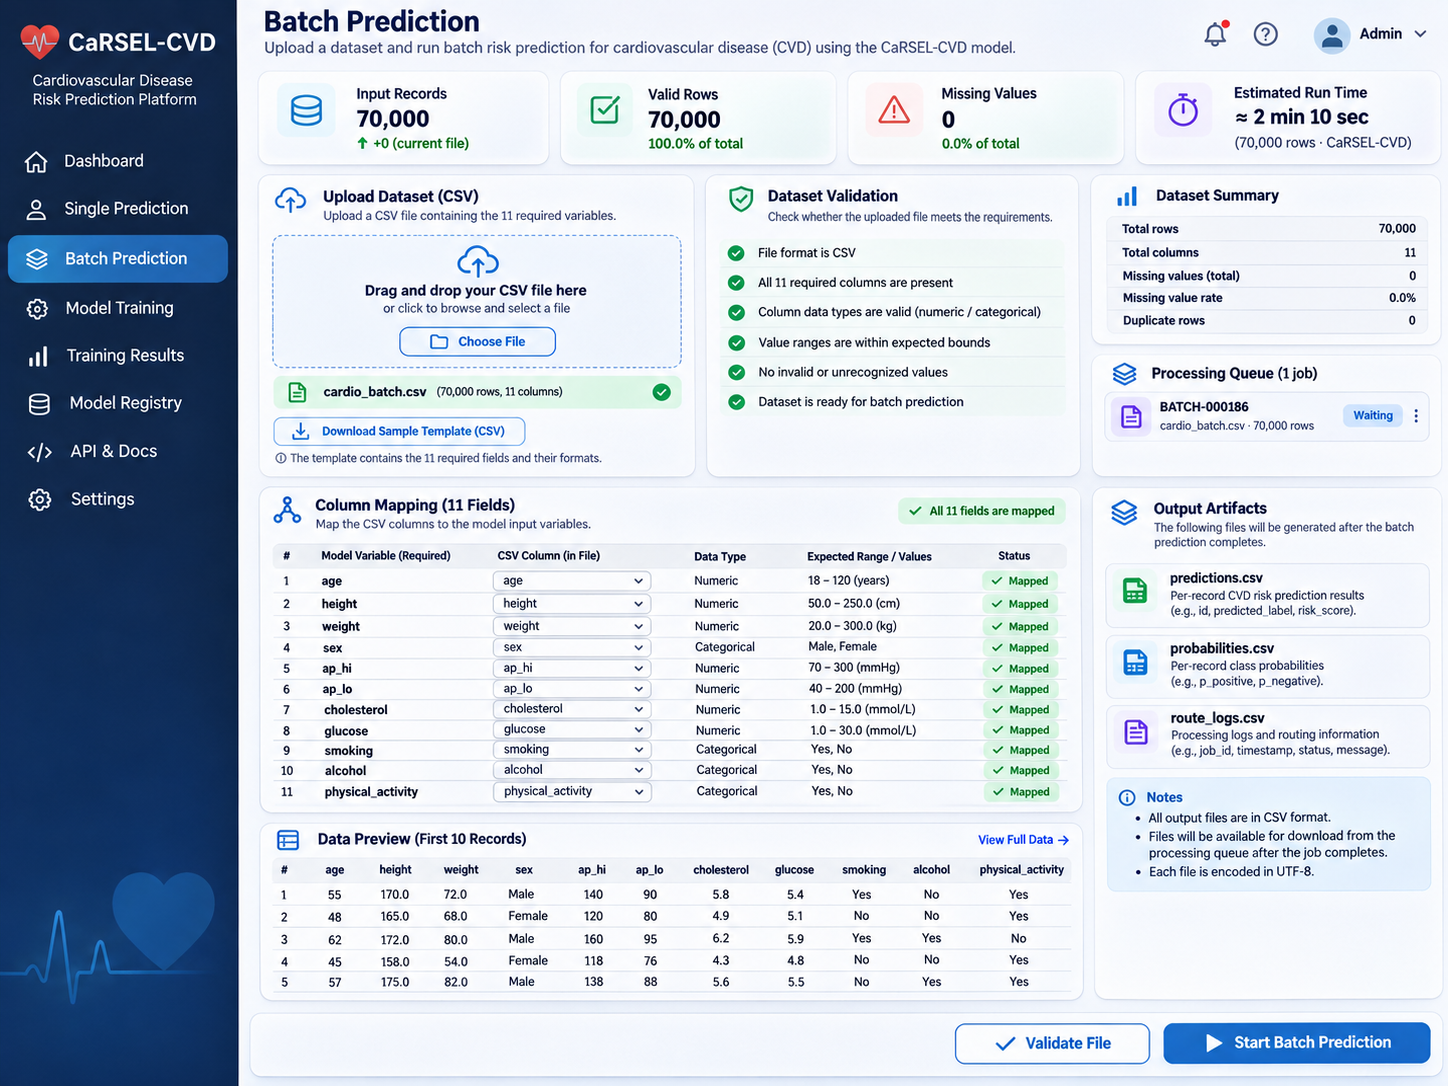 CaRSEL-CVD
Cardiovascular Disease
Risk Prediction Platform
Dashboard
Single Prediction
Batch Prediction
Model Training
Training Results
Model Registry
API & Docs
Settings
Batch Prediction
Upload a dataset and run batch risk prediction for cardiovascular disease (CVD) using the CaRSEL-CVD model.
Admin
Input Records
70,000
↑ +0 (current file)
Valid Rows
70,000
100.0% of total
Missing Values
0
0.0% of total
Estimated Run Time
≈ 2 min 10 sec
(70,000 rows · CaRSEL-CVD)
Upload Dataset (CSV)
Upload a CSV file containing the 11 required variables.
Drag and drop your CSV file here
or click to browse and select a file
Choose File
cardio_batch.csv (70,000 rows, 11 columns)
Download Sample Template (CSV)
The template contains the 11 required fields and their formats.
Dataset Validation
Check whether the uploaded file meets the requirements.
File format is CSV
All 11 required columns are present
Column data types are valid (numeric / categorical)
Value ranges are within expected bounds
No invalid or unrecognized values
Dataset is ready for batch prediction
Dataset Summary
Total rows 70,000
Total columns 11
Missing values (total) 0
Missing value rate 0.0%
Duplicate rows 0
Processing Queue (1 job)
BATCH-000186
cardio_batch.csv · 70,000 rows
Waiting
Column Mapping (11 Fields)
Map the CSV columns to the model input variables.
All 11 fields are mapped
# Model Variable (Required) CSV Column (in File) Data Type Expected Range / Values Status
1 age age Numeric 18 – 120 (years) Mapped
2 height height Numeric 50.0 – 250.0 (cm) Mapped
3 weight weight Numeric 20.0 – 300.0 (kg) Mapped
4 sex sex Categorical Male, Female Mapped
5 ap_hi ap_hi Numeric 70 – 300 (mmHg) Mapped
6 ap_lo ap_lo Numeric 40 – 200 (mmHg) Mapped
7 cholesterol cholesterol Numeric 1.0 – 15.0 (mmol/L) Mapped
8 glucose glucose Numeric 1.0 – 30.0 (mmol/L) Mapped
9 smoking smoking Categorical Yes, No Mapped
10 alcohol alcohol Categorical Yes, No Mapped
11 physical_activity physical_activity Categorical Yes, No Mapped
Output Artifacts
The following files will be generated after the batch
prediction completes.
predictions.csv
Per-record CVD risk prediction results
(e.g., id, predicted_label, risk_score).
probabilities.csv
Per-record class probabilities
(e.g., p_positive, p_negative).
route_logs.csv
Processing logs and routing information
(e.g., job_id, timestamp, status, message).
Notes
• All output files are in CSV format.
• Files will be available for download from the
processing queue after the job completes.
• Each file is encoded in UTF-8.
Data Preview (First 10 Records)
View Full Data →
# age height weight sex ap_hi ap_lo cholesterol glucose smoking alcohol physical_activity
1 55 170.0 72.0 Male 140 90 5.8 5.4 Yes No Yes
2 48 165.0 68.0 Female 120 80 4.9 5.1 No No Yes
3 62 172.0 80.0 Male 160 95 6.2 5.9 Yes Yes No
4 45 158.0 54.0 Female 118 76 4.3 4.8 No No Yes
5 57 175.0 82.0 Male 138 88 5.6 5.5 No Yes Yes
Validate File
Start Batch Prediction